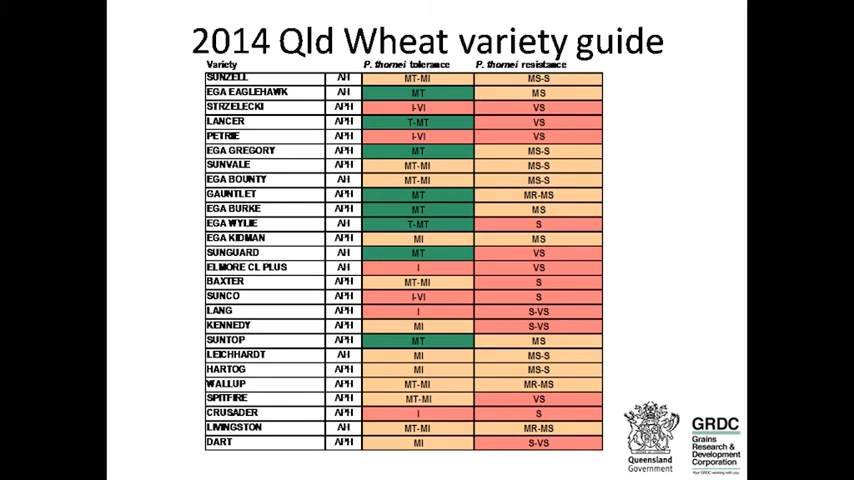 2014 Qld Wheat variety guide
Variety P. thornei tolerance P. thornei resistance
SUNZELL AH MT-MI MS-S
EGA EAGLEHAWK AH MT MS
STRZELECKI APH I-VI VS
LANCER APH T-MT VS
PETRIE APH I-VI VS
EGA GREGORY APH MT MS-S
SUNVALE APH MT-MI MS-S
EGA BOUNTY APH MT-MI MS-S
GAUNTLET APH MT MR-MS
EGA BURKE APH MT MS
EGA WYLIE AH T-MT S
EGA KIDMAN APH MI MS
SUNGUARD AH MT VS
ELMORE CL PLUS AH I VS
BAXTER APH MT-MI S
SUNCO APH I-VI S
LANG APH I S-VS
KENNEDY APH MI S-VS
SUNTOP APH MT MS
LEICHHARDT AH MI MS-S
HARTOG APH MI MS-S
WALLUP APH MT-MI MR-MS
SPITFIRE APH MT-MI VS
CRUSADER APH I S
LIVINGSTON AH MT-MI MR-MS
DART APH MI S-VS
Queensland
Government
GRDC
Grains
Research &
Development
Corporation
Your GRDC working with you